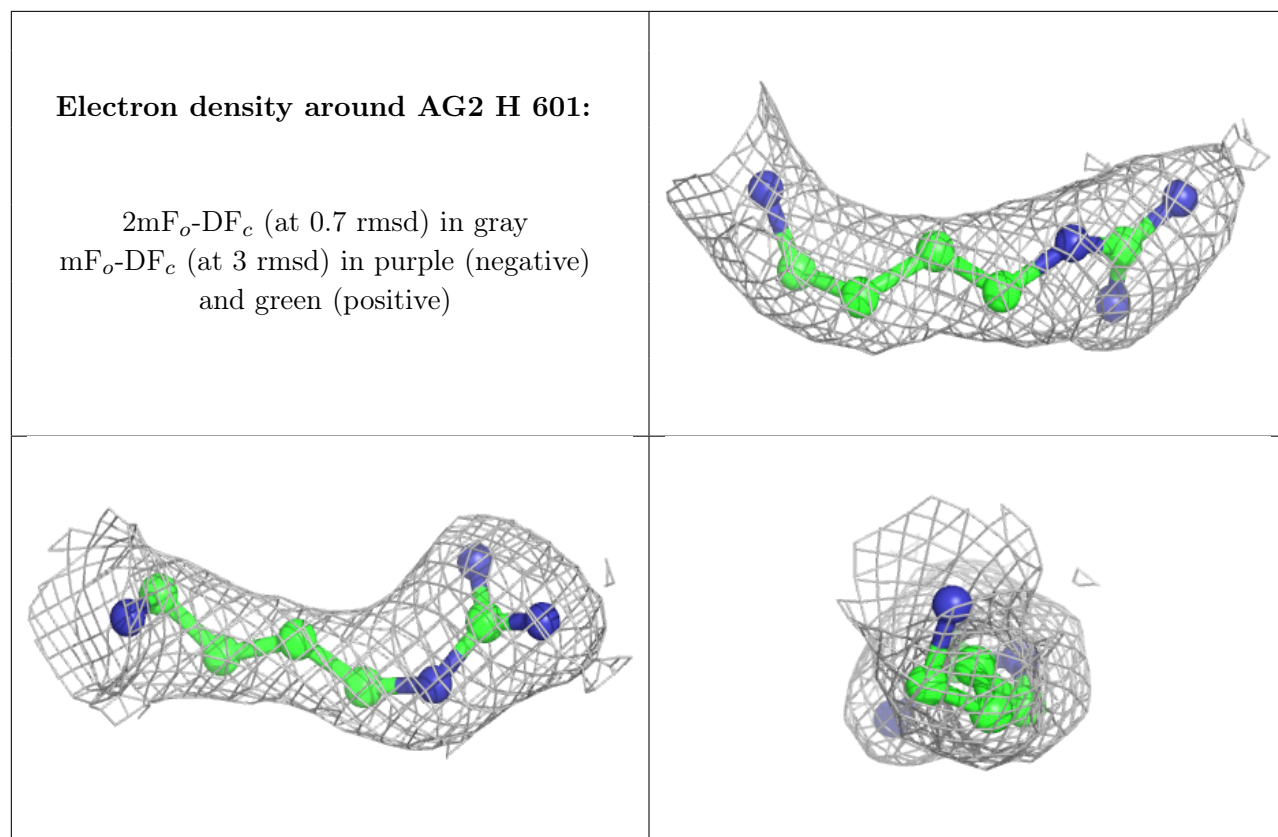 Electron density around AG2 H 601:
2mFo-DFc (at 0.7 rmsd) in gray
mFo-DFc (at 3 rmsd) in purple (negative)
and green (positive)